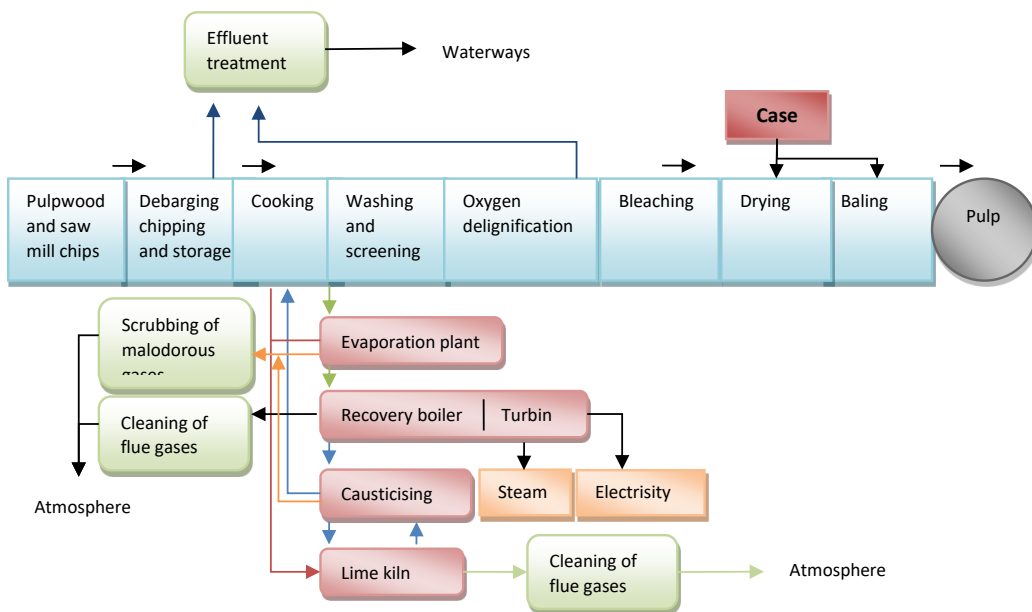 Effluent
treatment
Waterways
Case
Pulpwood
and saw
mill chips
Debarging
chipping
and storage
Cooking
Washing
and
screening
Oxygen
delignification
Bleaching
Drying
Baling
Pulp
Scrubbing of
malodorous
gases
Evaporation plant
Cleaning of
flue gases
Recovery boiler
Turbin
Atmosphere
Causticising
Steam
Electrisity
Lime kiln
Cleaning of
flue gases
Atmosphere